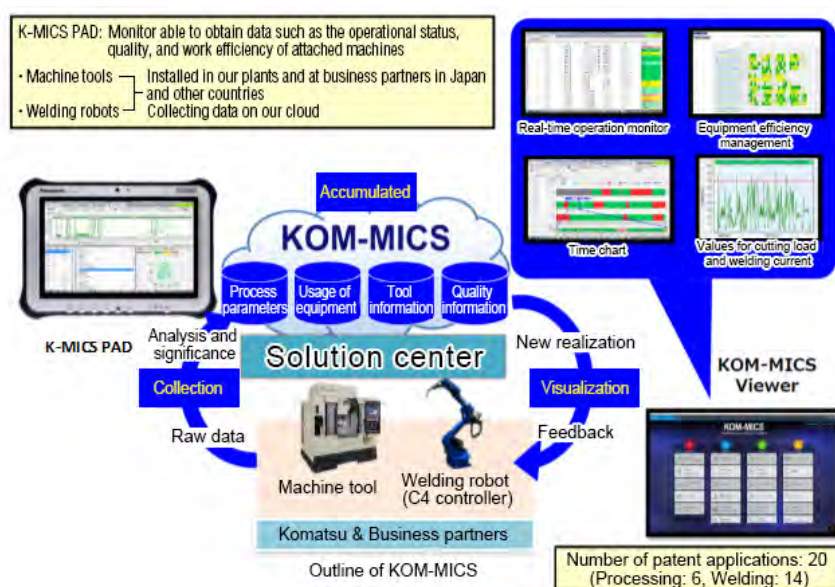 K-MICS PAD: Monitor able to obtain data such as the operational status,
quality, and work efficiency of attached machines
・Machine tools
Installed in our plants and at business partners in Japan
and other countries
・Welding robots
Collecting data on our cloud
Real-time operation monitor
Equipment efficiency
management
Time chart
Values for cutting load
and welding current
Accumulated
KOM-MICS
Process
parameters
Usage of
equipment
Tool
information
Quality
information
K-MICS PAD
Analysis and
significance
Solution center
New realization
Collection
Visualization
Raw data
Feedback
Machine tool
Welding robot
(C4 controller)
KOM-MICS
Viewer
KOM-MICS
Komatsu & Business partners
Outline of KOM-MICS
Number of patent applications: 20
(Processing: 6, Welding: 14)